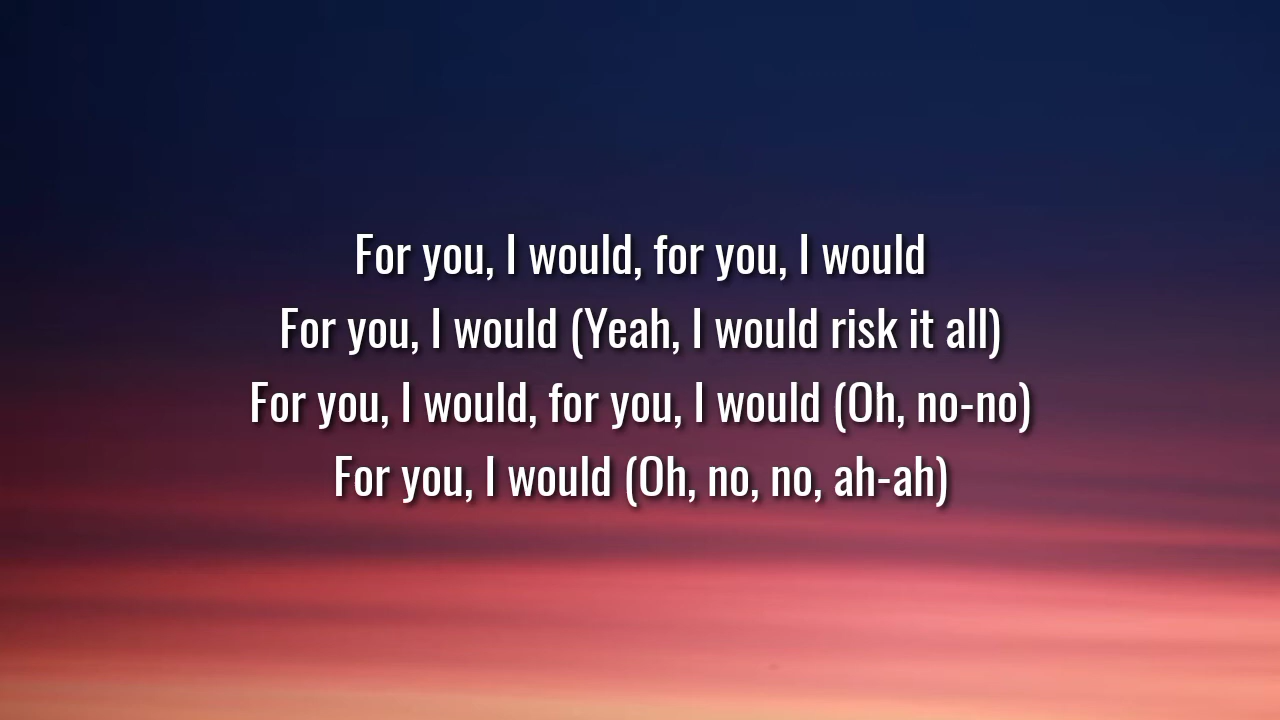 For you, I would, for you, I would
For you, I would (Yeah, I would risk it all)
For you, I would, for you, I would (Oh, no-no)
For you, I would (Oh, no, no, ah-ah)